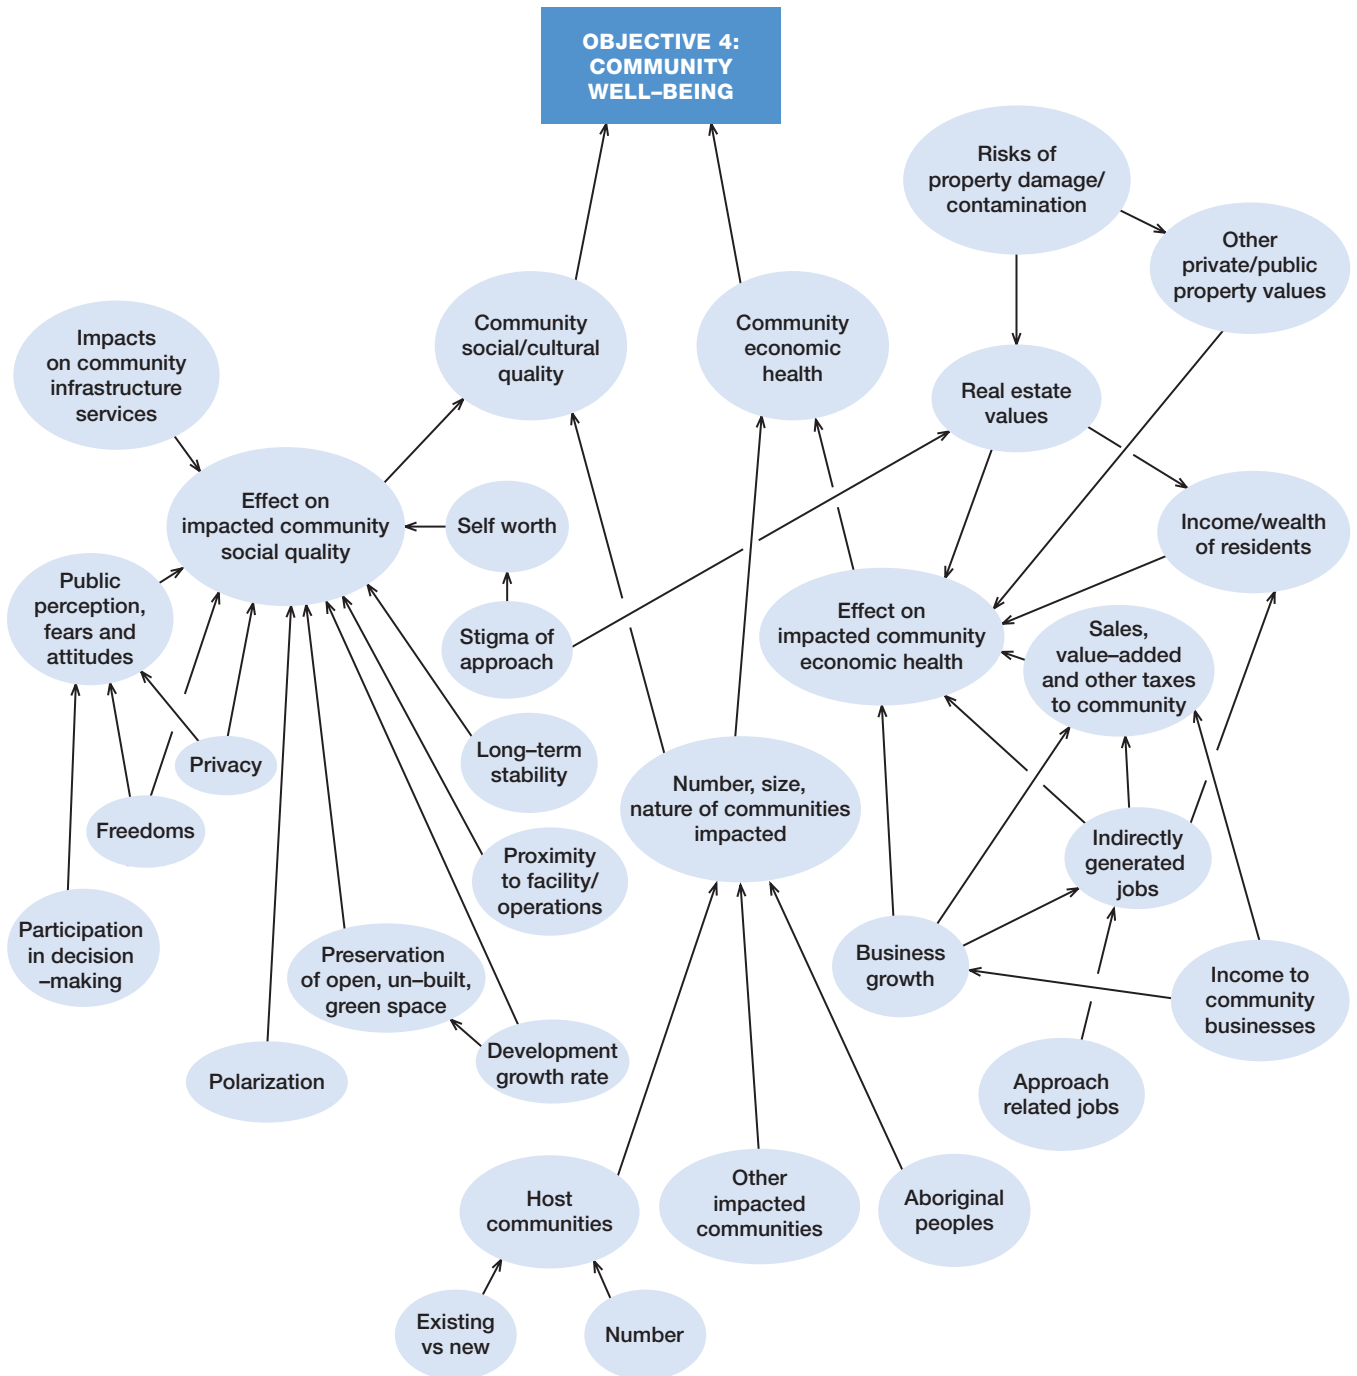 OBJECTIVE 4:
COMMUNITY
WELL–BEING
Risks of
property damage/
contamination
Other
private/public
property values
Impacts
on community
infrastructure
services
Community
social/cultural
quality
Community
economic
health
Real estate
values
Effect on
impacted community
social quality
Self worth
Income/wealth
of residents
Public
perception,
fears and
attitudes
Stigma of
approach
Effect on
impacted community
economic health
Sales,
value–added
and other taxes
to community
Privacy
Long–term
stability
Number, size,
nature of communities
impacted
Freedoms
Proximity
to facility/
operations
Indirectly
generated
jobs
Participation
in decision
–making
Preservation
of open, un–built,
green space
Business
growth
Income to
community
businesses
Polarization
Development
growth rate
Approach
related jobs
Host
communities
Other
impacted
communities
Aboriginal
peoples
Existing
vs new
Number